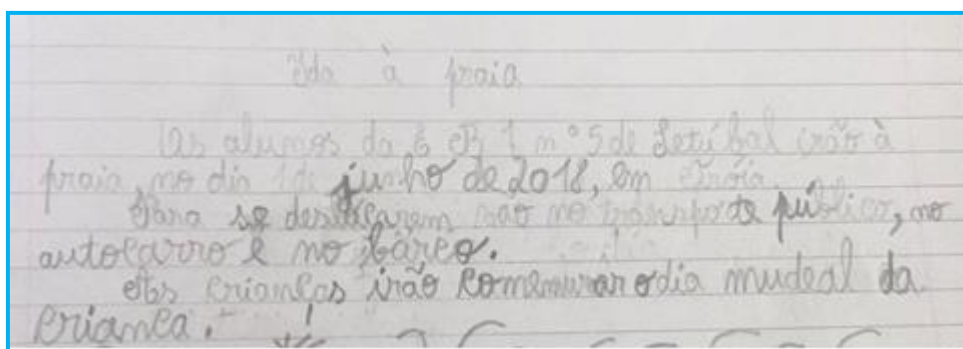 Ida à praia
Os alunos da E B 1 nº 5 de Setúbal irão à
praia, no dia 1 de junho de 2018, em Tróia.
Para se deslocarem vão no transporte público, no
autocarro e no barco.
As crianças irão comemurar o dia mudeal da
criança.